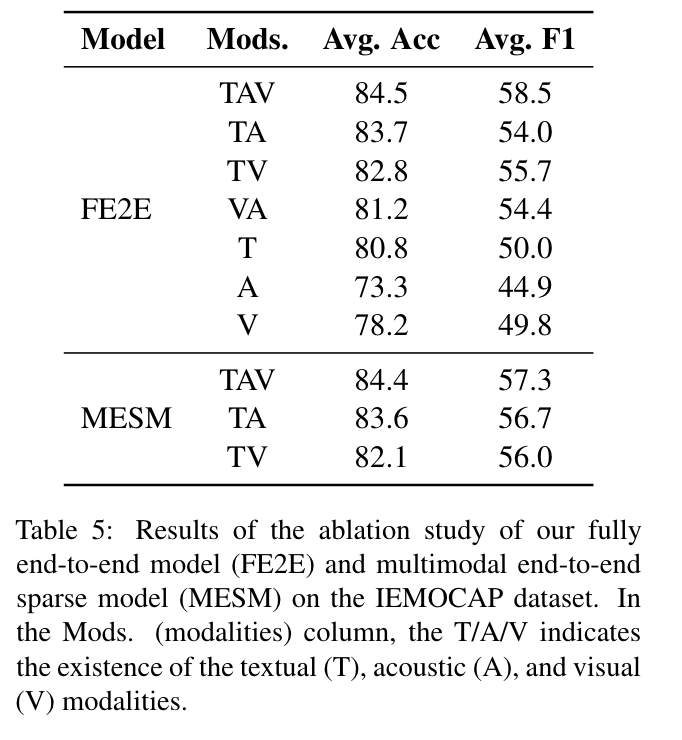 Model Mods. Avg. Acc Avg. F1
TAV 84.5 58.5
TA 83.7 54.0
TV 82.8 55.7
FE2E VA 81.2 54.4
T 80.8 50.0
A 73.3 44.9
V 78.2 49.8
TAV 84.4 57.3
MESM TA 83.6 56.7
TV 82.1 56.0
Table 5: Results of the ablation study of our fully
end-to-end model (FE2E) and multimodal end-to-end
sparse model (MESM) on the IEMOCAP dataset. In
the Mods. (modalities) column, the T/A/V indicates
the existence of the textual (T), acoustic (A), and visual
(V) modalities.